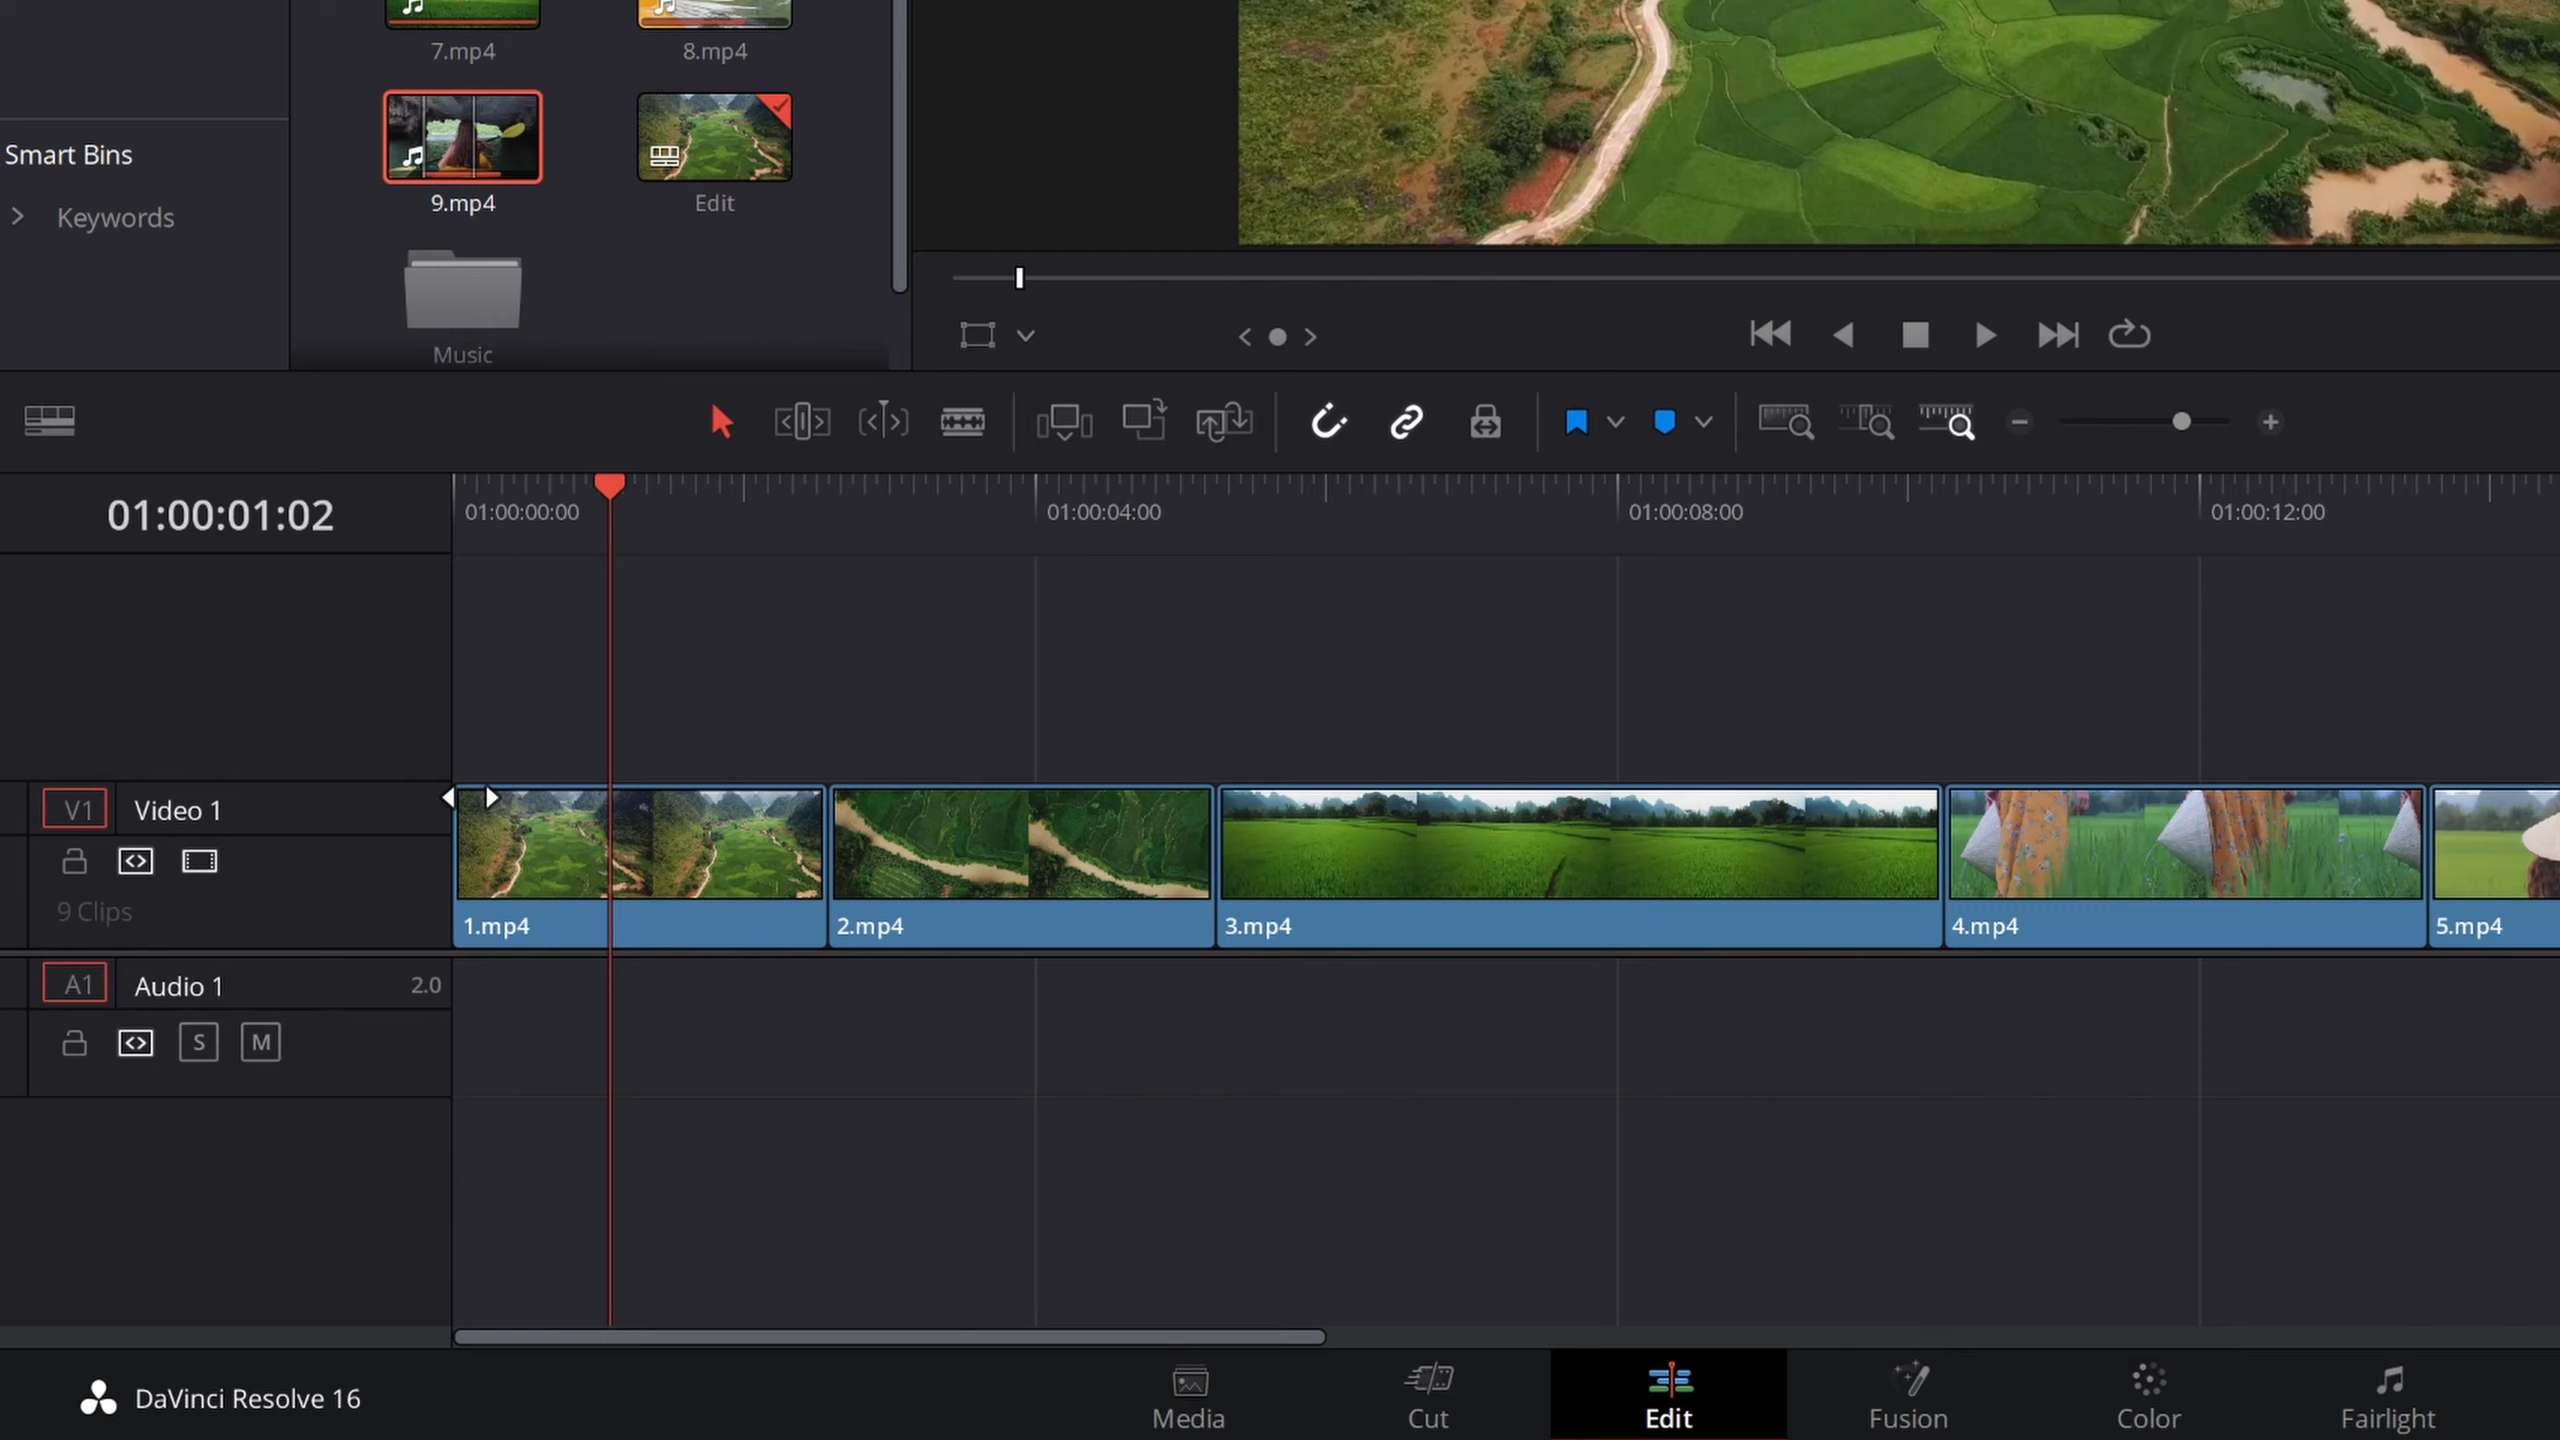 7.mp4 8.mp4
Smart Bins
9.mp4 Edit
Keywords
Music
01:00:01:02
01:00:00:00 01:00:04:00 01:00:08:00 01:00:12:00
V1 Video 1
9 Clips
1.mp4 2.mp4 3.mp4 4.mp4 5.mp4
A1 Audio 1 2.0
S M
DaVinci Resolve 16
Media Cut Edit Fusion Color Fairlight